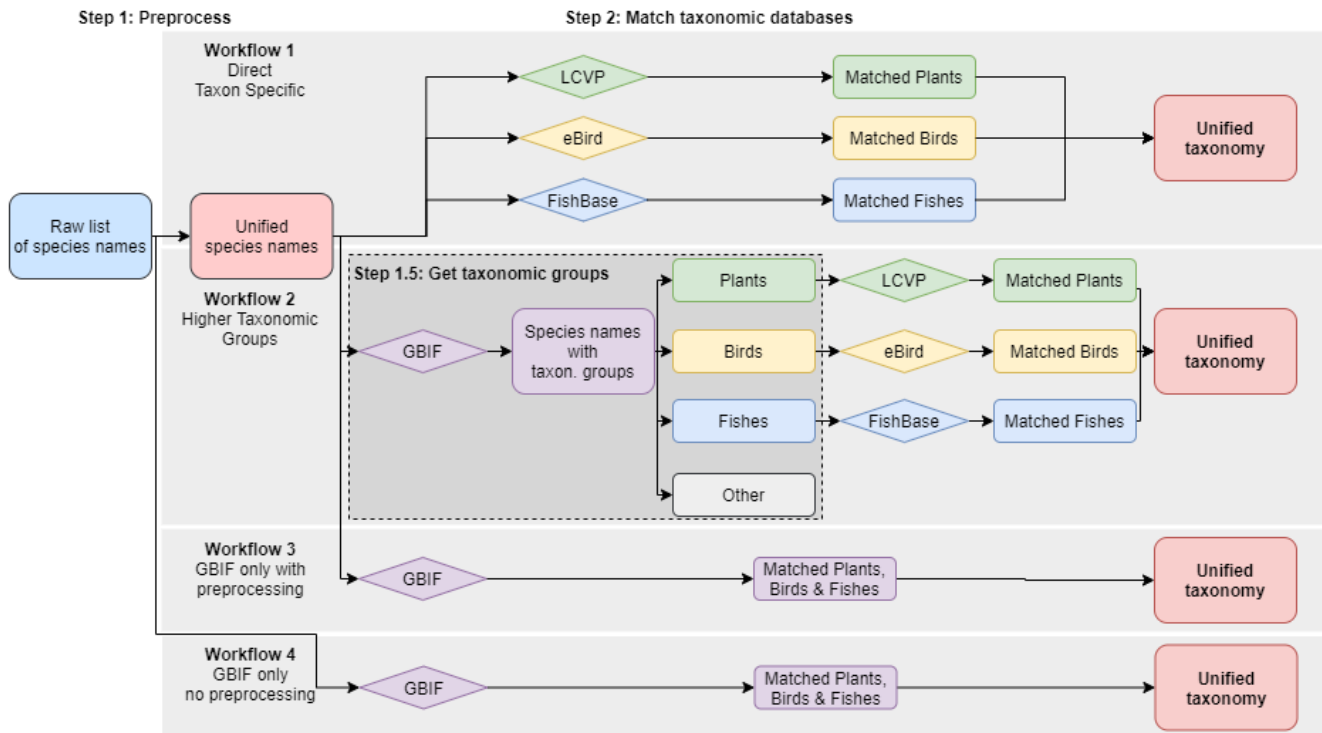 Step 1: Preprocess
Step 2: Match taxonomic databases
Workflow 1
Direct
Taxon Specific
LCVP
Matched Plants
eBird
Matched Birds
FishBase
Matched Fishes
Unified
taxonomy
Raw list
of species names
Unified
species names
Workflow 2
Higher Taxonomic
Groups
Step 1.5: Get taxonomic groups
GBIF
Species names
with
taxon. groups
Plants
LCVP
Matched Plants
Birds
eBird
Matched Birds
Fishes
FishBase
Matched Fishes
Other
Unified
taxonomy
Workflow 3
GBIF only with
preprocessing
GBIF
Matched Plants,
Birds & Fishes
Unified
taxonomy
Workflow 4
GBIF only
no preprocessing
GBIF
Matched Plants,
Birds & Fishes
Unified
taxonomy